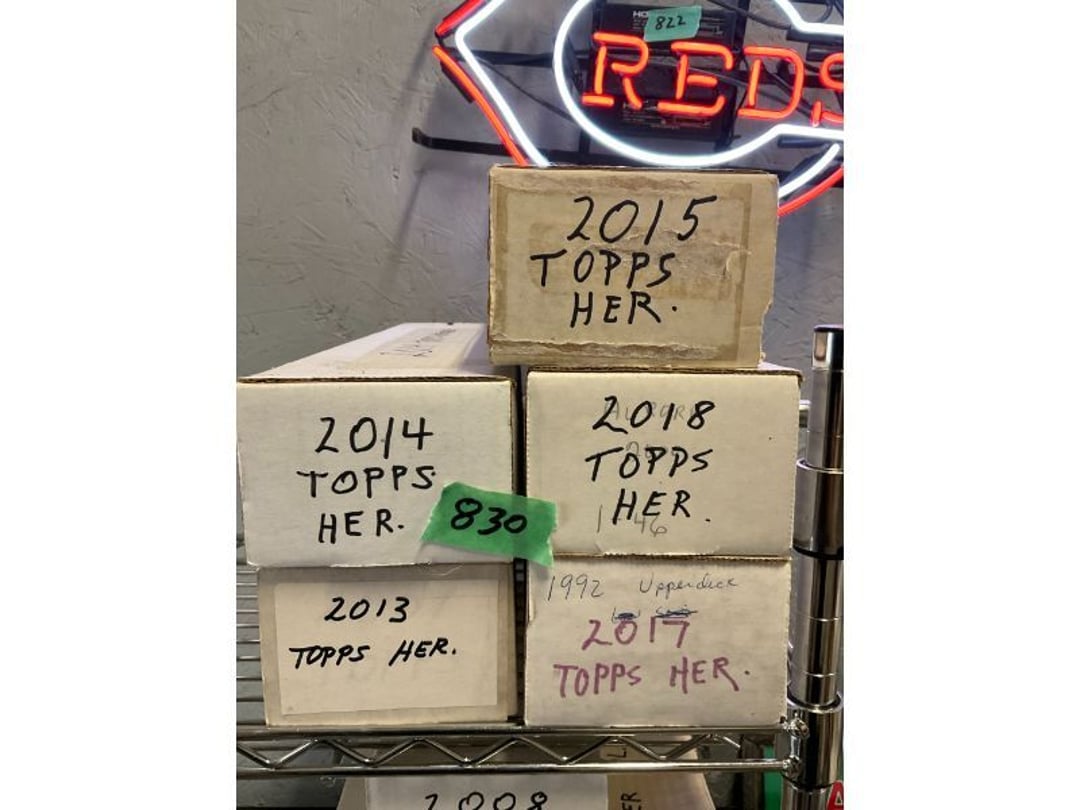 822
REDS
2015
TOPPS
HER.
2014
TOPPS
HER.
2018
TOPPS
HER.
830
2013
TOPPS HER.
1992 Upperdeck
2017
TOPPS HER.
2008